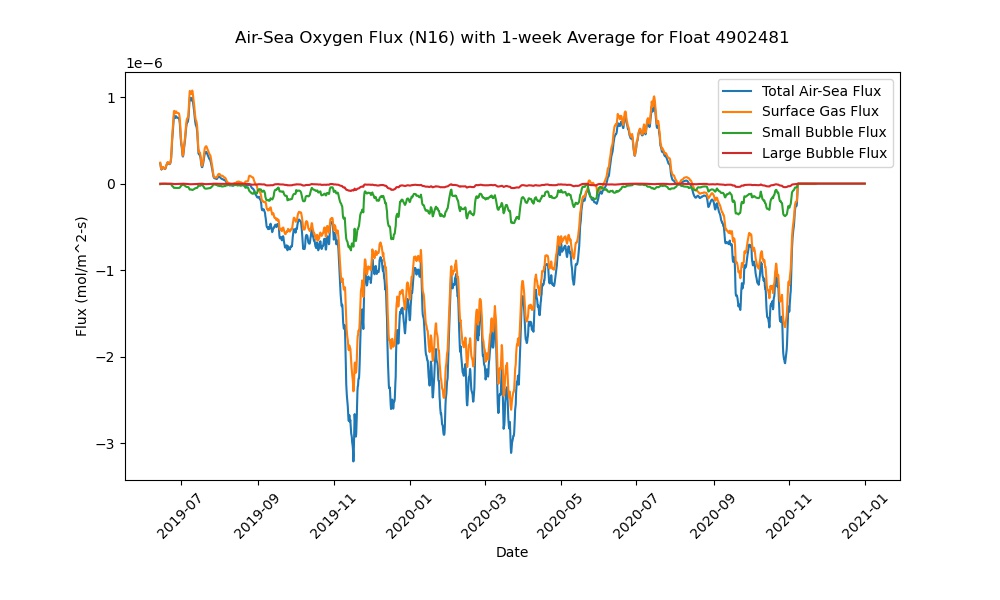 Air-Sea Oxygen Flux (N16) with 1-week Average for Float 4902481
1e−6
Total Air-Sea Flux
Surface Gas Flux
Small Bubble Flux
Large Bubble Flux
1
0
−1
−2
−3
Flux (mol/m^2-s)
2019-07
2019-09
2019-11
2020-01
2020-03
2020-05
2020-07
2020-09
2020-11
2021-01
Date